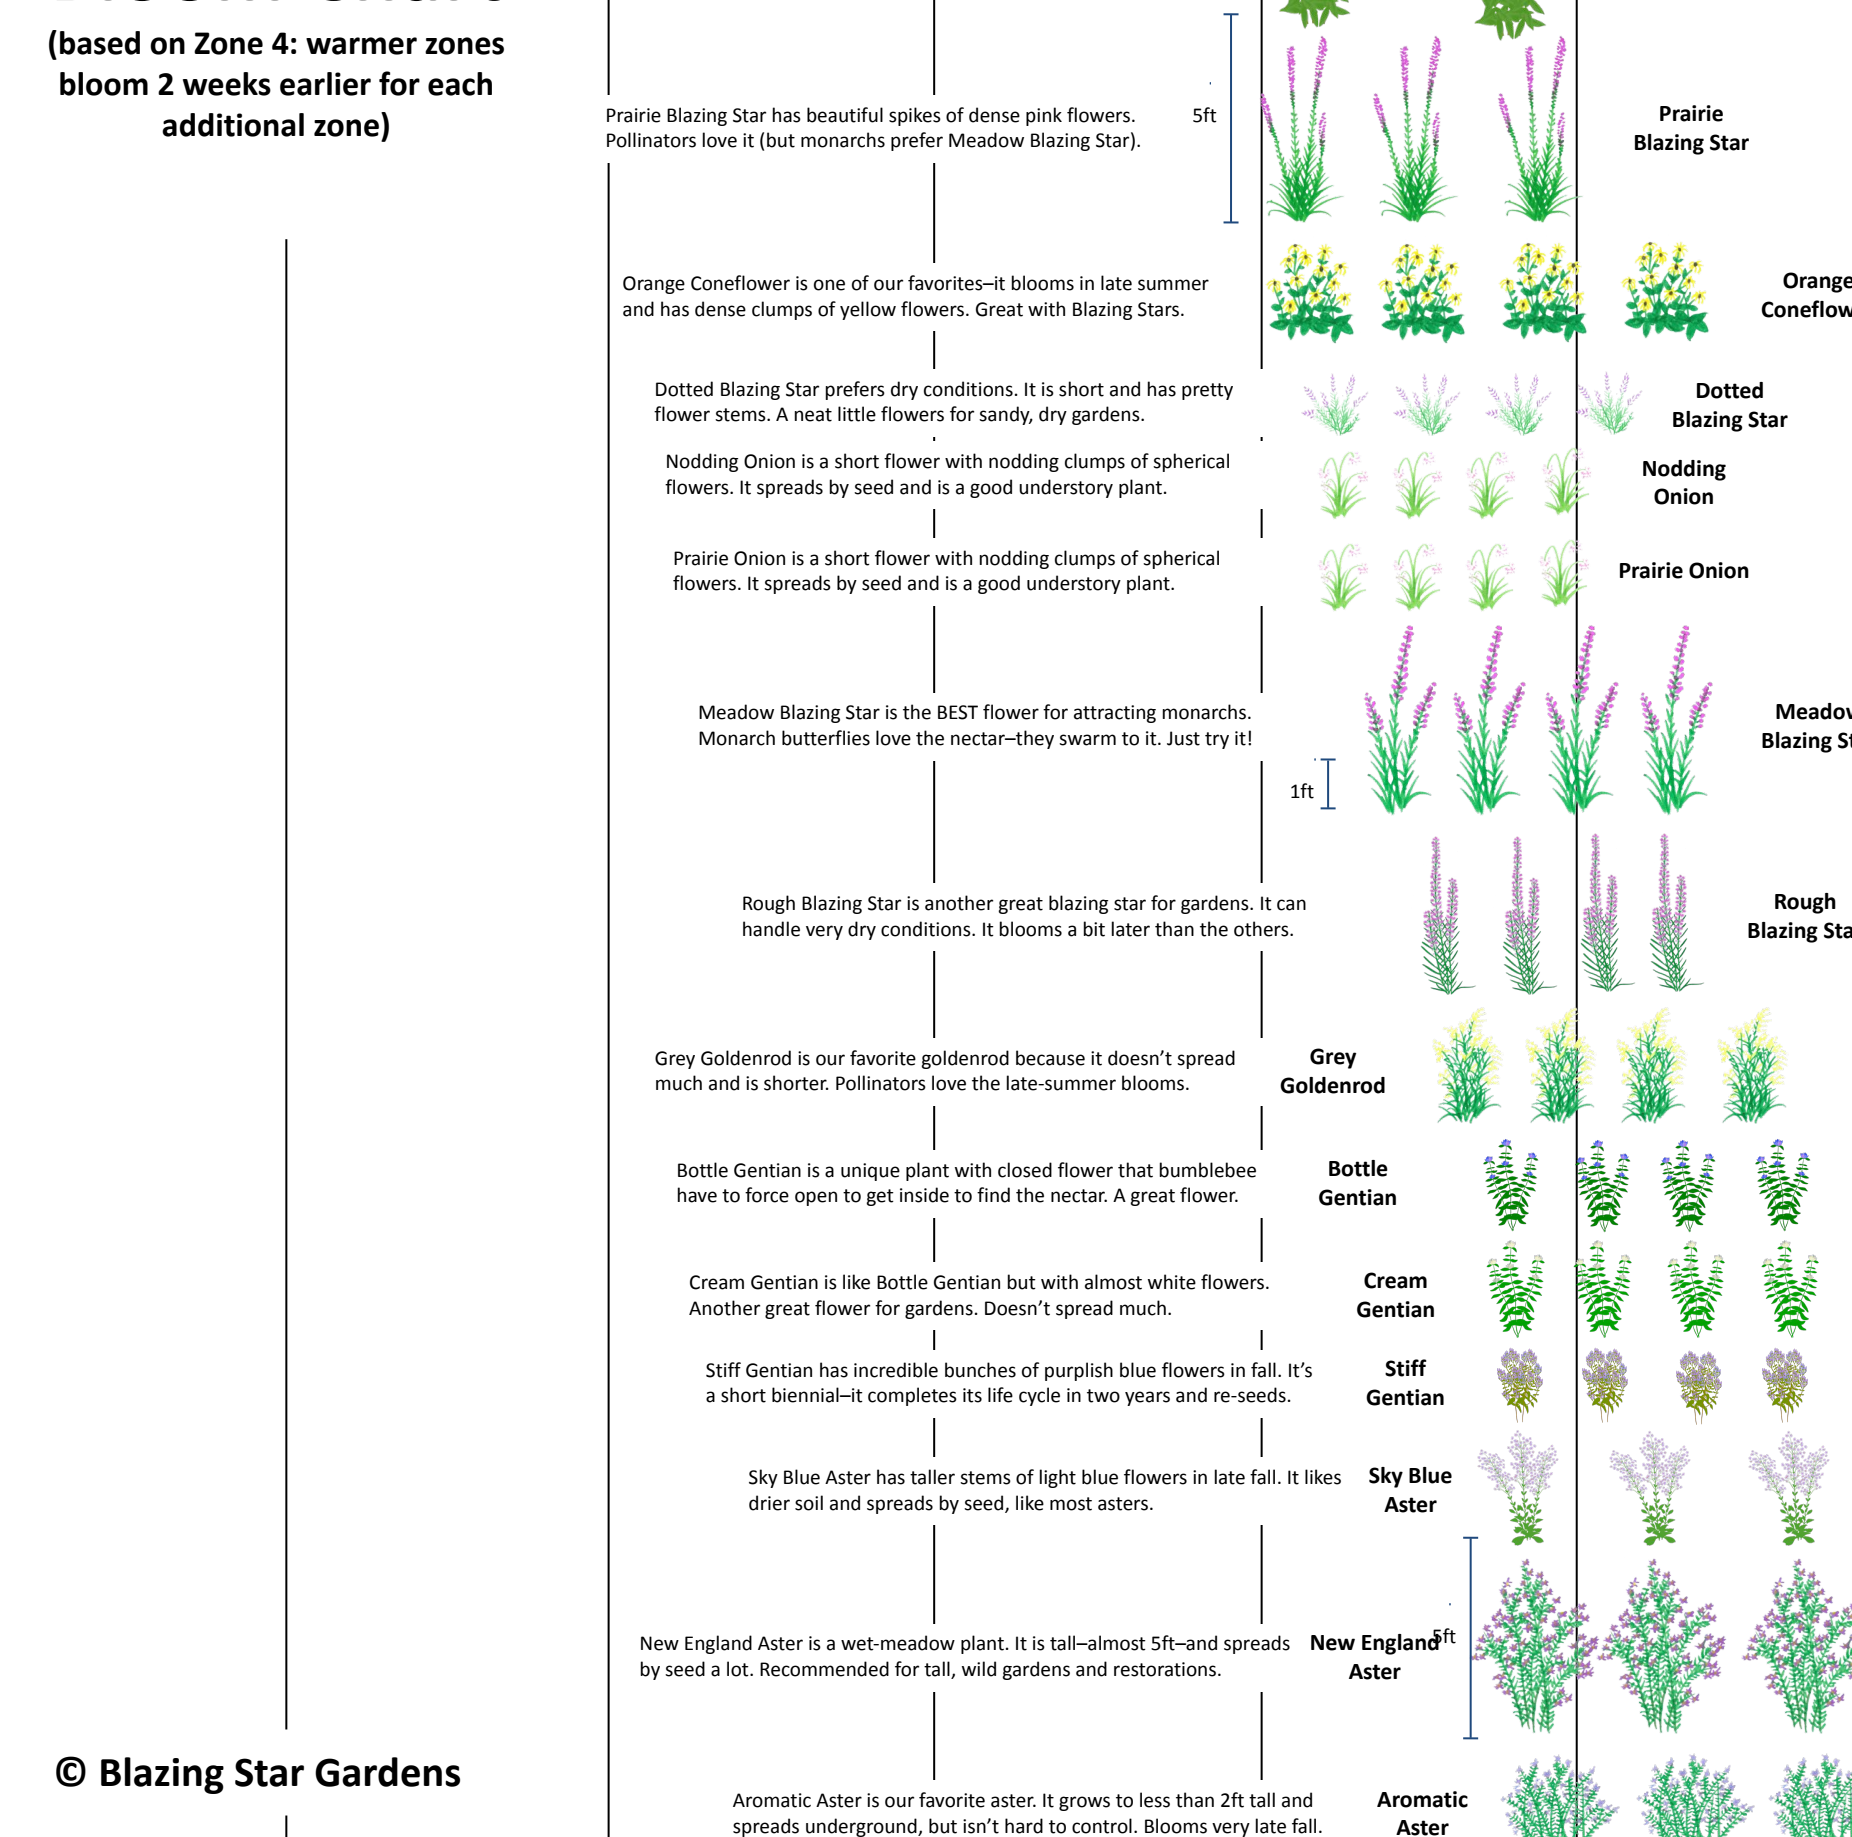 (based on Zone 4: warmer zones
bloom 2 weeks earlier for each
additional zone)
Prairie Blazing Star has beautiful spikes of dense pink flowers.
Pollinators love it (but monarchs prefer Meadow Blazing Star).
5ft
Prairie
Blazing Star
Orange Coneflower is one of our favorites–it blooms in late summer
and has dense clumps of yellow flowers. Great with Blazing Stars.
Orange
Dotted Blazing Star prefers dry conditions. It is short and has pretty
flower stems. A neat little flowers for sandy, dry gardens.
Dotted
Blazing Star
Nodding Onion is a short flower with nodding clumps of spherical
flowers. It spreads by seed and is a good understory plant.
Nodding
Onion
Prairie Onion is a short flower with nodding clumps of spherical
flowers. It spreads by seed and is a good understory plant.
Prairie Onion
Meadow Blazing Star is the BEST flower for attracting monarchs.
Monarch butterflies love the nectar–they swarm to it. Just try it!
1ft
Blazing
Rough Blazing Star is another great blazing star for gardens. It can
handle very dry conditions. It blooms a bit later than the others.
Rough
Blazing
Grey Goldenrod is our favorite goldenrod because it doesn't spread
much and is shorter. Pollinators love the late-summer blooms.
Grey
Goldenrod
Bottle Gentian is a unique plant with closed flower that bumblebee
have to force open to get inside to find the nectar. A great flower.
Bottle
Gentian
Cream Gentian is like Bottle Gentian but with almost white flowers.
Another great flower for gardens. Doesn't spread much.
Cream
Gentian
Stiff Gentian has incredible bunches of purplish blue flowers in fall. It's
a short biennial–it completes its life cycle in two years and re-seeds.
Stiff
Gentian
Sky Blue Aster has taller stems of light blue flowers in late fall. It likes
drier soil and spreads by seed, like most asters.
Sky Blue
Aster
New England Aster is a wet-meadow plant. It is tall–almost 5ft–and spreads
by seed a lot. Recommended for tall, wild gardens and restorations.
New England
Aster
5ft
© Blazing Star Gardens
Aromatic Aster is our favorite aster. It grows to less than 2ft tall and
spreads underground, but isn't hard to control. Blooms very late fall.
Aromatic
Aster